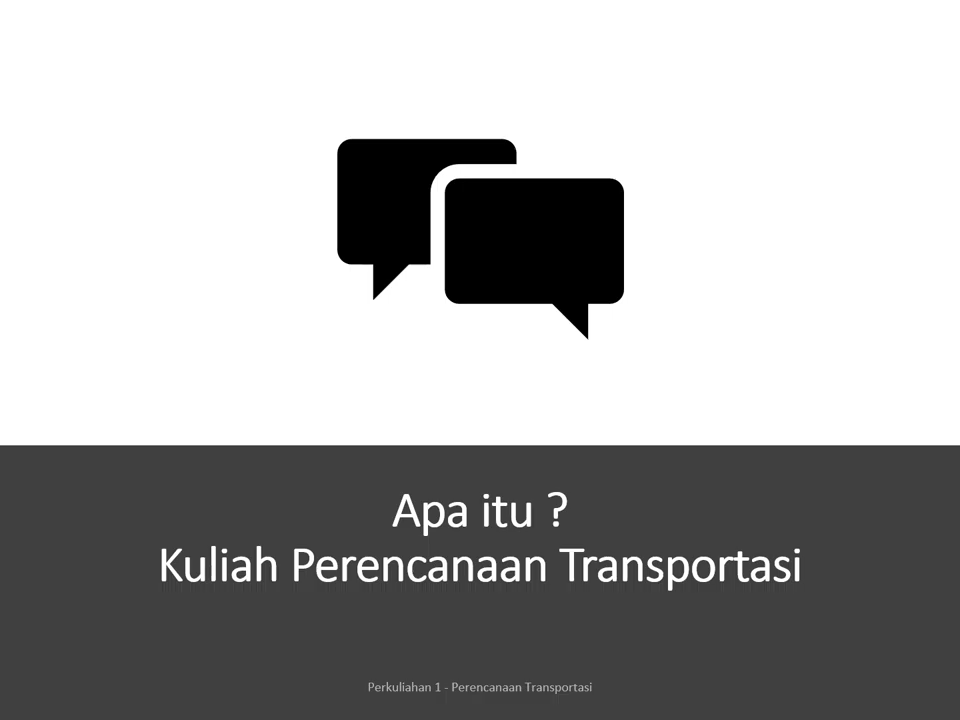 Apa itu ?
Kuliah Perencanaan Transportasi
Perkuliahan 1 - Perencanaan Transportasi